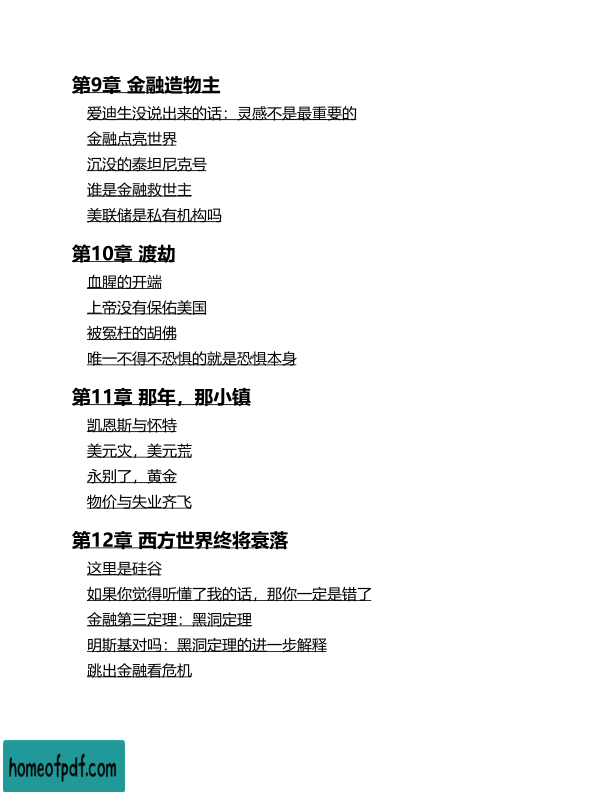 第9章 金融造物主
爱迪生没说出来的话：灵感不是最重要的
金融点亮世界
沉没的泰坦尼克号
谁是金融救世主
美联储是私有机构吗
第10章 渡劫
血腥的开端
上帝没有保佑美国
被冤枉的胡佛
唯一不得不恐惧的就是恐惧本身
第11章 那年，那小镇
凯恩斯与怀特
美元灾，美元荒
永别了，黄金
物价与失业齐飞
第12章 西方世界终将衰落
这里是硅谷
如果你觉得听懂了我的话，那你一定是错了
金融第三定理：黑洞定理
明斯基对吗：黑洞定理的进一步解释
跳出金融看危机
homeofpdf.com